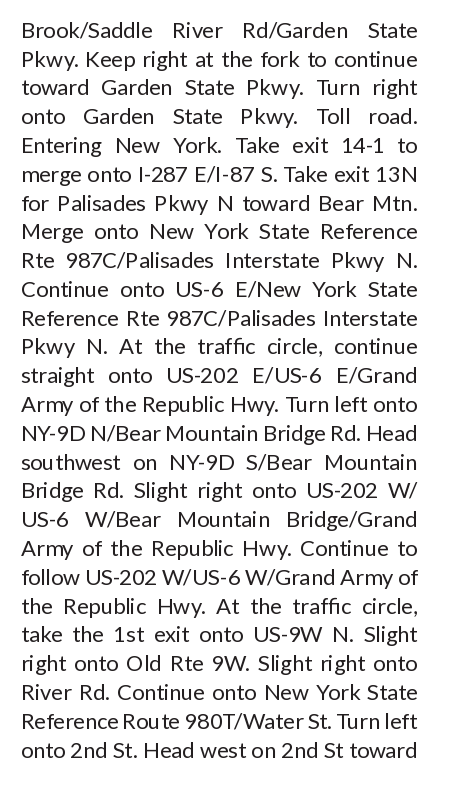 Brook/Saddle River Rd/Garden State
Pkwy. Keep right at the fork to continue
toward Garden State Pkwy. Turn right
onto Garden State Pkwy. Toll road.
Entering New York. Take exit 14-1 to
merge onto I-287 E/I-87 S. Take exit 13N
for Palisades Pkwy N toward Bear Mtn.
Merge onto New York State Reference
Rte 987C/Palisades Interstate Pkwy N.
Continue onto US-6 E/New York State
Reference Rte 987C/Palisades Interstate
Pkwy N. At the traffic circle, continue
straight onto US-202 E/US-6 E/Grand
Army of the Republic Hwy. Turn left onto
NY-9D N/Bear Mountain Bridge Rd. Head
southwest on NY-9D S/Bear Mountain
Bridge Rd. Slight right onto US-202 W/
US-6 W/Bear Mountain Bridge/Grand
Army of the Republic Hwy. Continue to
follow US-202 W/US-6 W/Grand Army of
the Republic Hwy. At the traffic circle,
take the 1st exit onto US-9W N. Slight
right onto Old Rte 9W. Slight right onto
River Rd. Continue onto New York State
Reference Route 980T/Water St. Turn left
onto 2nd St. Head west on 2nd St toward